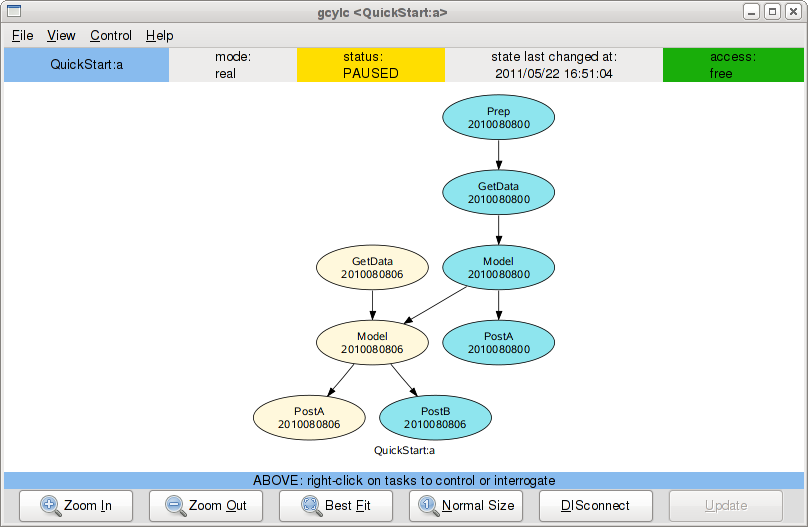 gcylc <QuickStart:a>
File View Control Help
QuickStart:a
mode:
real
status:
PAUSED
state last changed at:
2011/05/22 16:51:04
access:
free
Prep
2010080800
GetData
2010080800
GetData
2010080806
Model
2010080800
Model
2010080806
PostA
2010080800
PostA
2010080806
PostB
2010080806
QuickStart:a
ABOVE: right-click on tasks to control or interrogate
Zoom In Zoom Out Best Fit 1 Normal Size DISconnect Update